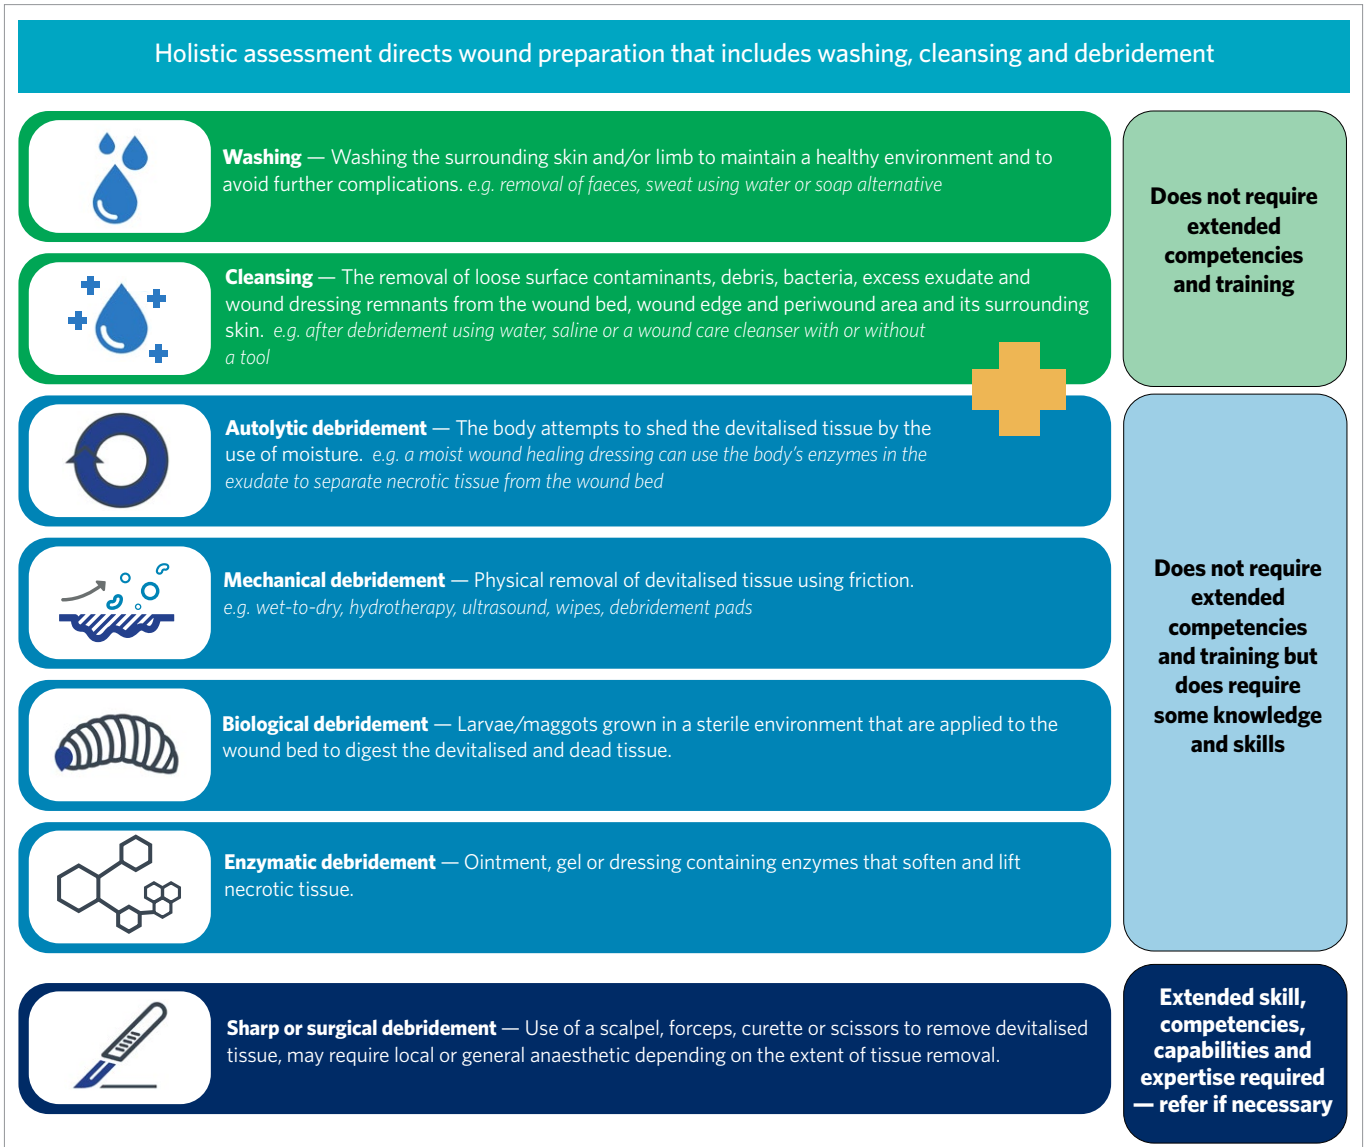 Holistic assessment directs wound preparation that includes washing, cleansing and debridement
Washing — Washing the surrounding skin and/or limb to maintain a healthy environment and to
avoid further complications. e.g. removal of faeces, sweat using water or soap alternative
Cleansing — The removal of loose surface contaminants, debris, bacteria, excess exudate and
wound dressing remnants from the wound bed, wound edge and periwound area and its surrounding
skin. e.g. after debridement using water, saline or a wound care cleanser with or without
a tool
Does not require
extended
competencies
and training
Autolytic debridement — The body attempts to shed the devitalised tissue by the
use of moisture. e.g. a moist wound healing dressing can use the body's enzymes in the
exudate to separate necrotic tissue from the wound bed
Mechanical debridement — Physical removal of devitalised tissue using friction.
e.g. wet-to-dry, hydrotherapy, ultrasound, wipes, debridement pads
Biological debridement — Larvae/maggots grown in a sterile environment that are applied to the
wound bed to digest the devitalised and dead tissue.
Enzymatic debridement — Ointment, gel or dressing containing enzymes that soften and lift
necrotic tissue.
Does not require
extended
competencies
and training but
does require
some knowledge
and skills
Sharp or surgical debridement — Use of a scalpel, forceps, curette or scissors to remove devitalised
tissue, may require local or general anaesthetic depending on the extent of tissue removal.
Extended skill,
competencies,
capabilities and
expertise required
— refer if necessary